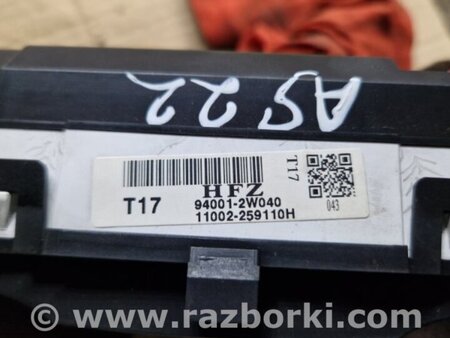 AS22
HFZ
T17
94001-2W040
11002-259110H
T17
043
© www.razborki.com